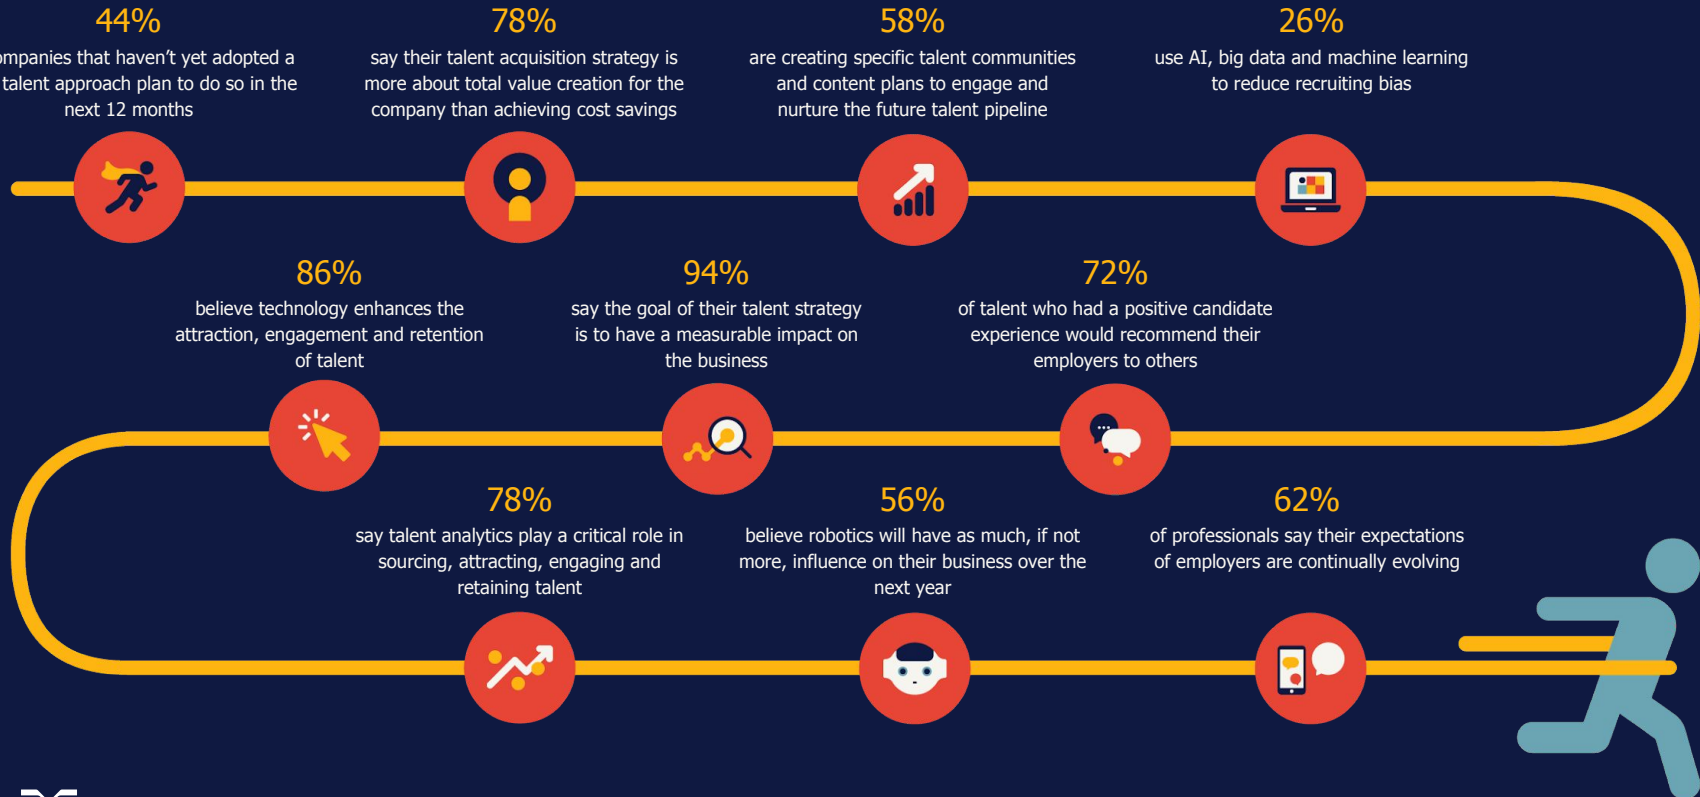 44%
ompanies that haven’t yet adopted a
talent approach plan to do so in the
next 12 months
78%
say their talent acquisition strategy is
more about total value creation for the
company than achieving cost savings
58%
are creating specific talent communities
and content plans to engage and
nurture the future talent pipeline
26%
use AI, big data and machine learning
to reduce recruiting bias
86%
believe technology enhances the
attraction, engagement and retention
of talent
94%
say the goal of their talent strategy
is to have a measurable impact on
the business
72%
of talent who had a positive candidate
experience would recommend their
employers to others
78%
say talent analytics play a critical role in
sourcing, attracting, engaging and
retaining talent
56%
believe robotics will have as much, if not
more, influence on their business over the
next year
62%
of professionals say their expectations
of employers are continually evolving